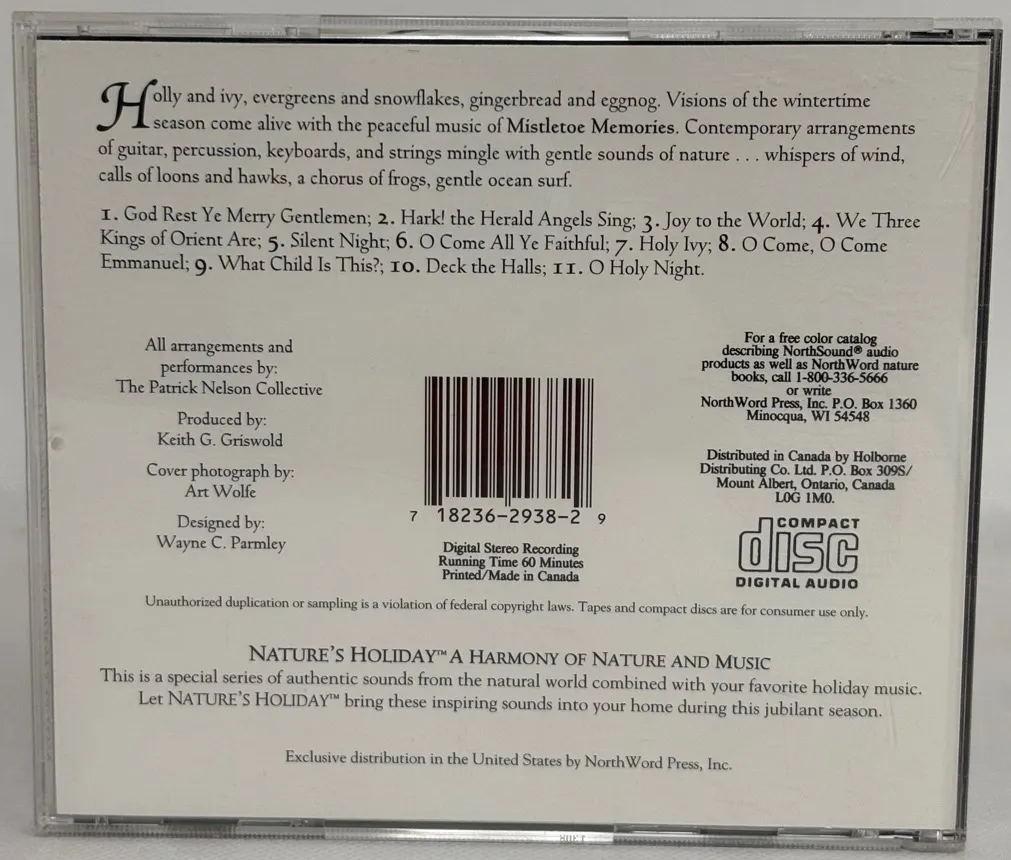 Holly and ivy, evergreens and snowflakes, gingerbread and eggnog. Visions of the wintertime
season come alive with the peaceful music of Mistletoe Memories. Contemporary arrangements
of guitar, percussion, keyboards, and strings mingle with gentle sounds of nature . . . whispers of wind,
calls of loons and hawks, a chorus of frogs, gentle ocean surf.
1. God Rest Ye Merry Gentlemen; 2. Hark! the Herald Angels Sing; 3. Joy to the World; 4. We Three
Kings of Orient Are; 5. Silent Night; 6. O Come All Ye Faithful; 7. Holy Ivy; 8. O Come, O Come
Emmanuel; 9. What Child Is This?; 10. Deck the Halls; 11. O Holy Night.
All arrangements and
performances by:
The Patrick Nelson Collective
Produced by:
Keith G. Griswold
Cover photograph by:
Art Wolfe
Designed by:
Wayne C. Parmley
7 18236-2938-2 9
Digital Stereo Recording
Running Time 60 Minutes
Printed/Made in Canada
For a free color catalog
describing NorthSound® audio
products as well as NorthWord nature
books, call 1-800-336-5666
or write
NorthWord Press, Inc. P.O. Box 1360
Minocqua, WI 54548
Distributed in Canada by Holborne
Distributing Co. Ltd. P.O. Box 309S/
Mount Albert, Ontario, Canada
L0G 1M0.
COMPACT
disc
DIGITAL AUDIO
Unauthorized duplication or sampling is a violation of federal copyright laws. Tapes and compact discs are for consumer use only.
NATURE'S HOLIDAY™ A HARMONY OF NATURE AND MUSIC
This is a special series of authentic sounds from the natural world combined with your favorite holiday music.
Let NATURE'S HOLIDAY™ bring these inspiring sounds into your home during this jubilant season.
Exclusive distribution in the United States by NorthWord Press, Inc.